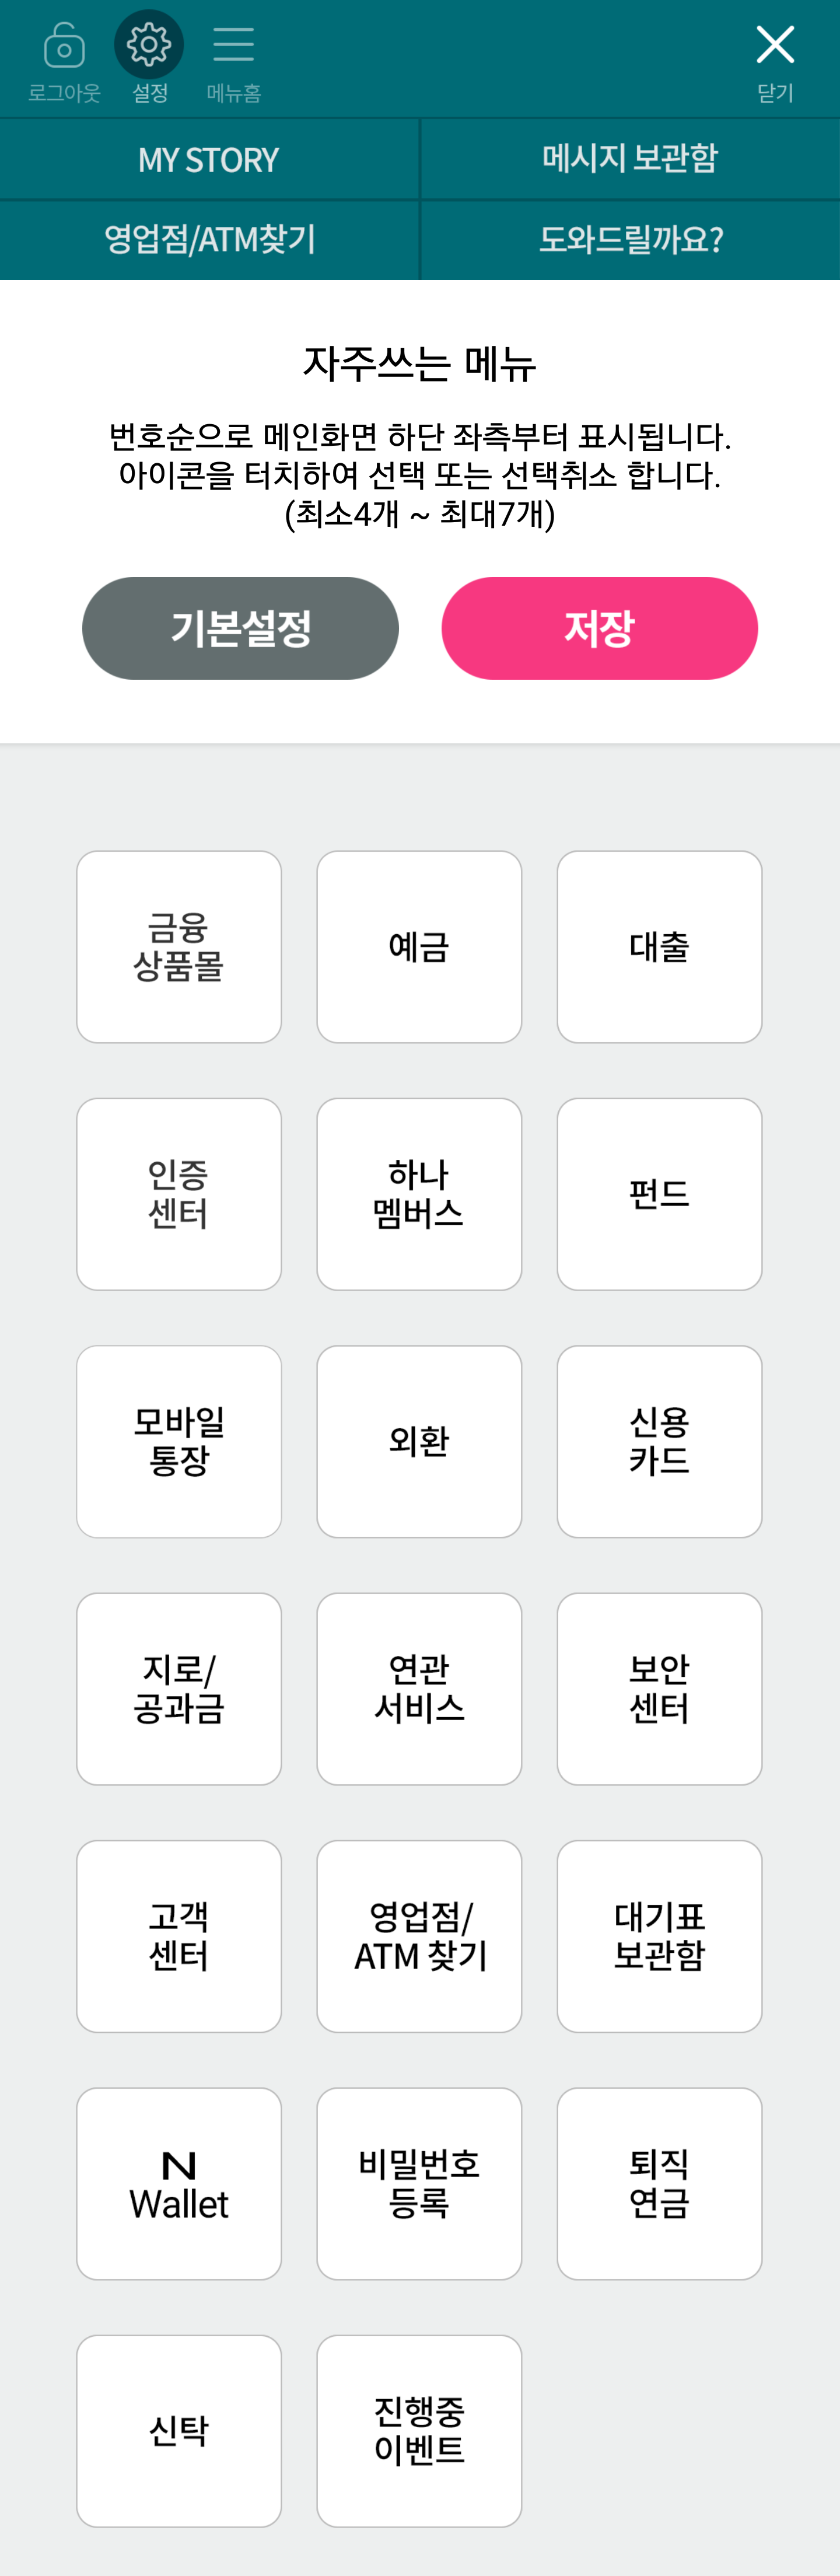 로그아웃
설정
메뉴홈
닫기
MY STORY
메시지 보관함
영업점/ATM찾기
도와드릴까요?
자주쓰는 메뉴
번호순으로 메인화면 하단 좌측부터 표시됩니다.
아이콘을 터치하여 선택 또는 선택취소 합니다.
(최소4개 ~ 최대7개)
기본설정
저장
금융
상품몰
예금
대출
인증
센터
하나
멤버스
펀드
모바일
통장
외환
신용
카드
지로/
공과금
연관
서비스
보안
센터
고객
센터
영업점/
ATM 찾기
대기표
보관함
N
Wallet
비밀번호
등록
퇴직
연금
신탁
진행중
이벤트